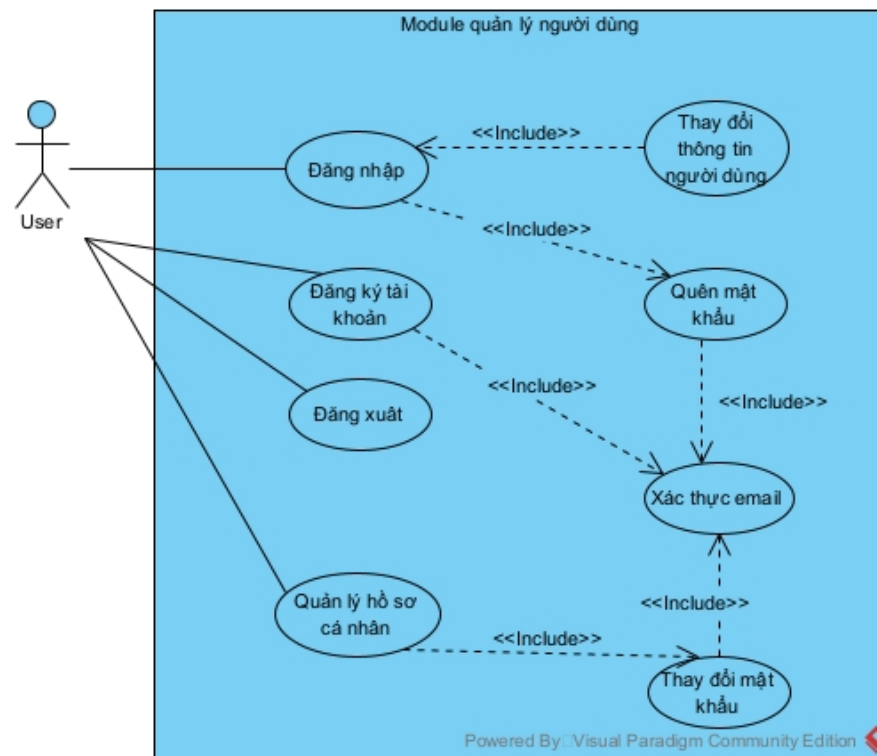 Module quản lý người dùng
User
Đăng nhập
<<Include>>
Thay đổi
thông tin
người dùng
<<Include>>
Đăng ký tài
khoản
Quên mật
khẩu
<<Include>>
<<Include>>
Đăng xuât
Xác thực email
Quản lý hồ sơ
cá nhân
<<Include>>
<<Include>>
Thay đổi mật
khẩu
Powered By Visual Paradigm Community Edition